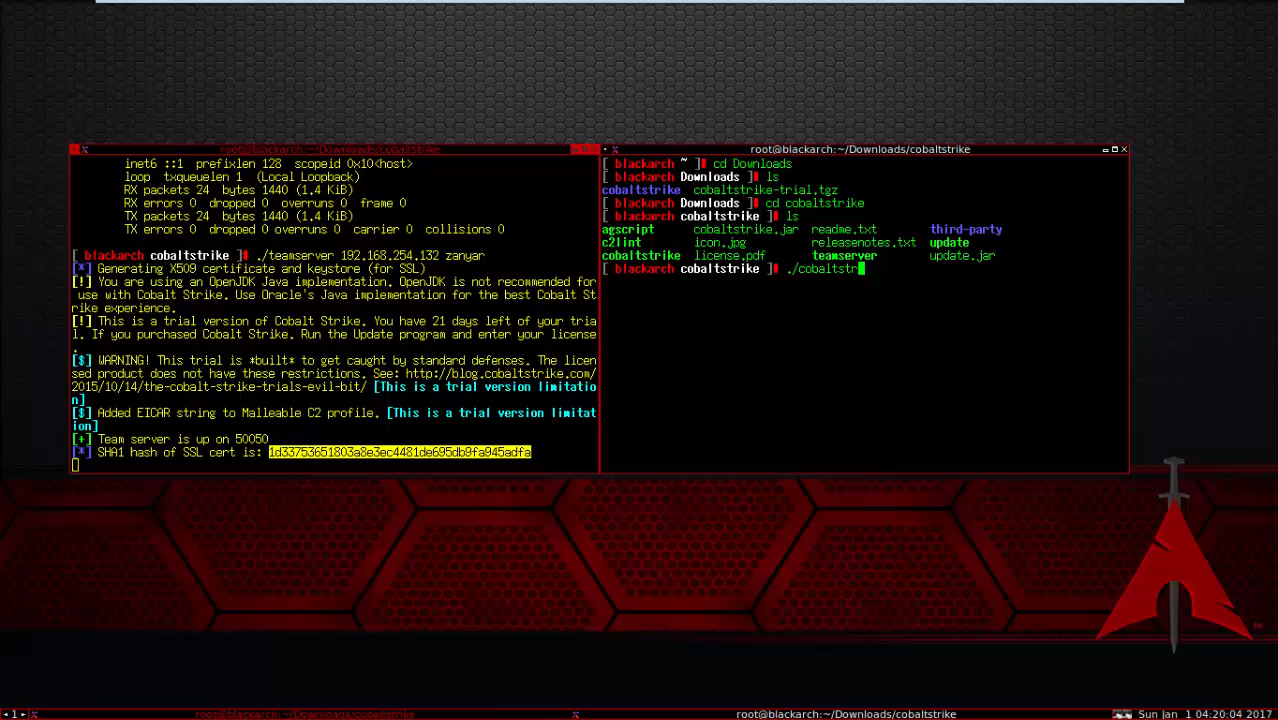 root@blackarch:~/Downloads/cobaltstrike
inet6 ::1 prefixlen 128 scopeid 0x10<host>
loop txqueuelen 1 (Local Loopback)
RX packets 24 bytes 1440 (1.4 KiB)
RX errors 0 dropped 0 overruns 0 frame 0
TX packets 24 bytes 1440 (1.4 KiB)
TX errors 0 dropped 0 overruns 0 carrier 0 collisions 0
[ blackarch cobaltstrike ]# ./teamserver 192.168.254.132 zanyar
[*] Generating X509 certificate and keystore (for SSL)
[!] You are using an OpenJDK Java implementation. OpenJDK is not recommended for
use with Cobalt Strike. Use Oracle's Java implementation for the best Cobalt St
rike experience.
[!] This is a trial version of Cobalt Strike. You have 21 days left of your tria
l. If you purchased Cobalt Strike. Run the Update program and enter your license
.
[$] WARNING! This trial is *built* to get caught by standard defenses. The licen
sed product does not have these restrictions. See: http://blog.cobaltstrike.com/
2015/10/14/the-cobalt-strike-trials-evil-bit/ [This is a trial version limitatio
n]
[$] Added EICAR string to Malleable C2 profile. [This is a trial version limitat
ion]
[+] Team server is up on 50050
[*] SHA1 hash of SSL cert is: 1d33753651803a8e3ec4481de695db9fa945adfa
root@blackarch:~/Downloads/cobaltstrike
[ blackarch ~ ]# cd Downloads
[ blackarch Downloads ]# ls
cobaltstrike cobaltstrike-trial.tgz
[ blackarch Downloads ]# cd cobaltstrike
[ blackarch cobaltstrike ]# ls
agscript cobaltstrike.jar readme.txt third-party
c2lint icon.jpg releasenotes.txt update
cobaltstrike license.pdf teamserver update.jar
[ blackarch cobaltstrike ]# ./cobaltstr
1 root@blackarch:~/Downloads/cobaltstrike root@blackarch:~/Downloads/cobaltstrike Sun Jan 1 04:20:04 2017